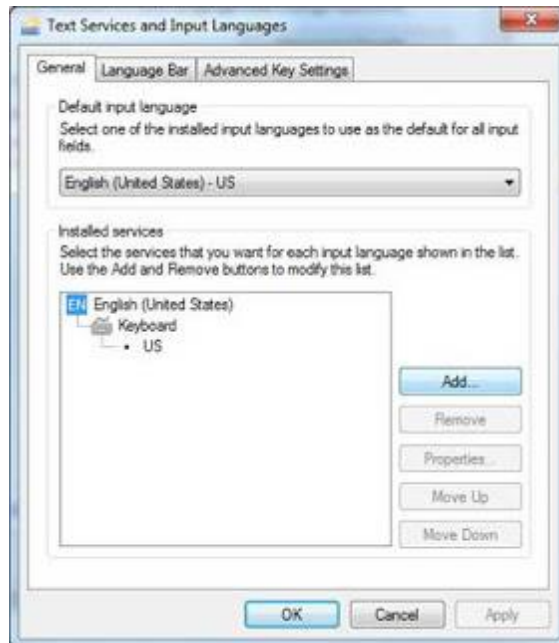 Text Services and Input Languages
General Language Bar Advanced Key Settings
Default input language
Select one of the installed input languages to use as the default for all input
fields.
English (United States) - US
Installed services
Select the services that you want for each input language shown in the list.
Use the Add and Remove buttons to modify this list.
EN English (United States)
Keyboard
US
Add...
Remove
Properties...
Move Up
Move Down
OK Cancel Apply